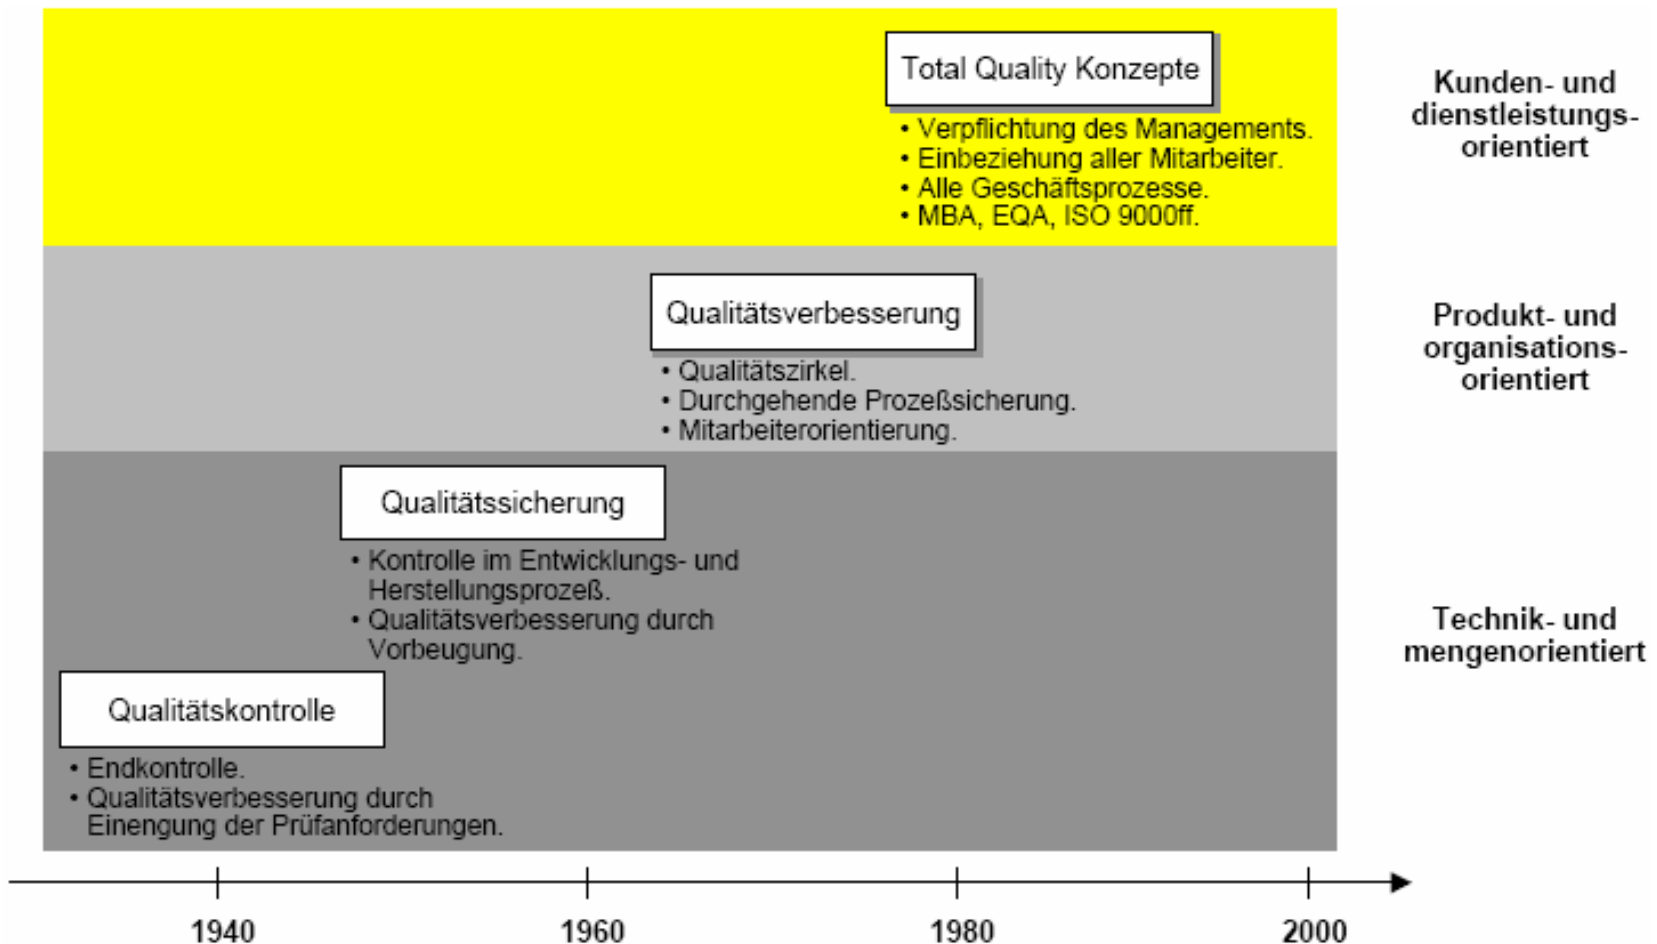 Total Quality Konzepte
• Verpflichtung des Managements.
• Einbeziehung aller Mitarbeiter.
• Alle Geschäftsprozesse.
• MBA, EQA, ISO 9000ff.
Kunden- und
dienstleistungs-
orientiert
Qualitätsverbesserung
• Qualitätszirkel.
• Durchgehende Prozeßsicherung.
• Mitarbeiterorientierung.
Produkt- und
organisations-
orientiert
Qualitätssicherung
• Kontrolle im Entwicklungs- und
Herstellungsprozeß.
• Qualitätsverbesserung durch
Vorbeugung.
Technik- und
mengenorientiert
Qualitätskontrolle
• Endkontrolle.
• Qualitätsverbesserung durch
Einengung der Prüfanforderungen.
1940 1960 1980 2000